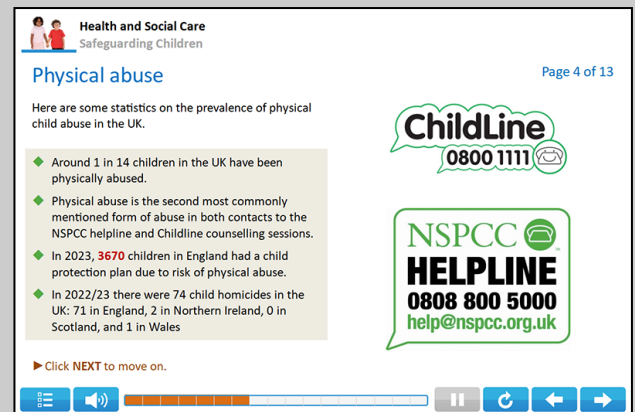 Health and Social Care
Safeguarding Children
Physical abuse
Page 4 of 13
Here are some statistics on the prevalence of physical
child abuse in the UK.
Around 1 in 14 children in the UK have been
physically abused.
Physical abuse is the second most commonly
mentioned form of abuse in both contacts to the
NSPCC helpline and Childline counselling sessions.
In 2023, 3670 children in England had a child
protection plan due to risk of physical abuse.
In 2022/23 there were 74 child homicides in the
UK: 71 in England, 2 in Northern Ireland, 0 in
Scotland, and 1 in Wales
Click NEXT to move on.
ChildLine
0800 1111
NSPCC
HELPLINE
0808 800 5000
help@nspcc.org.uk